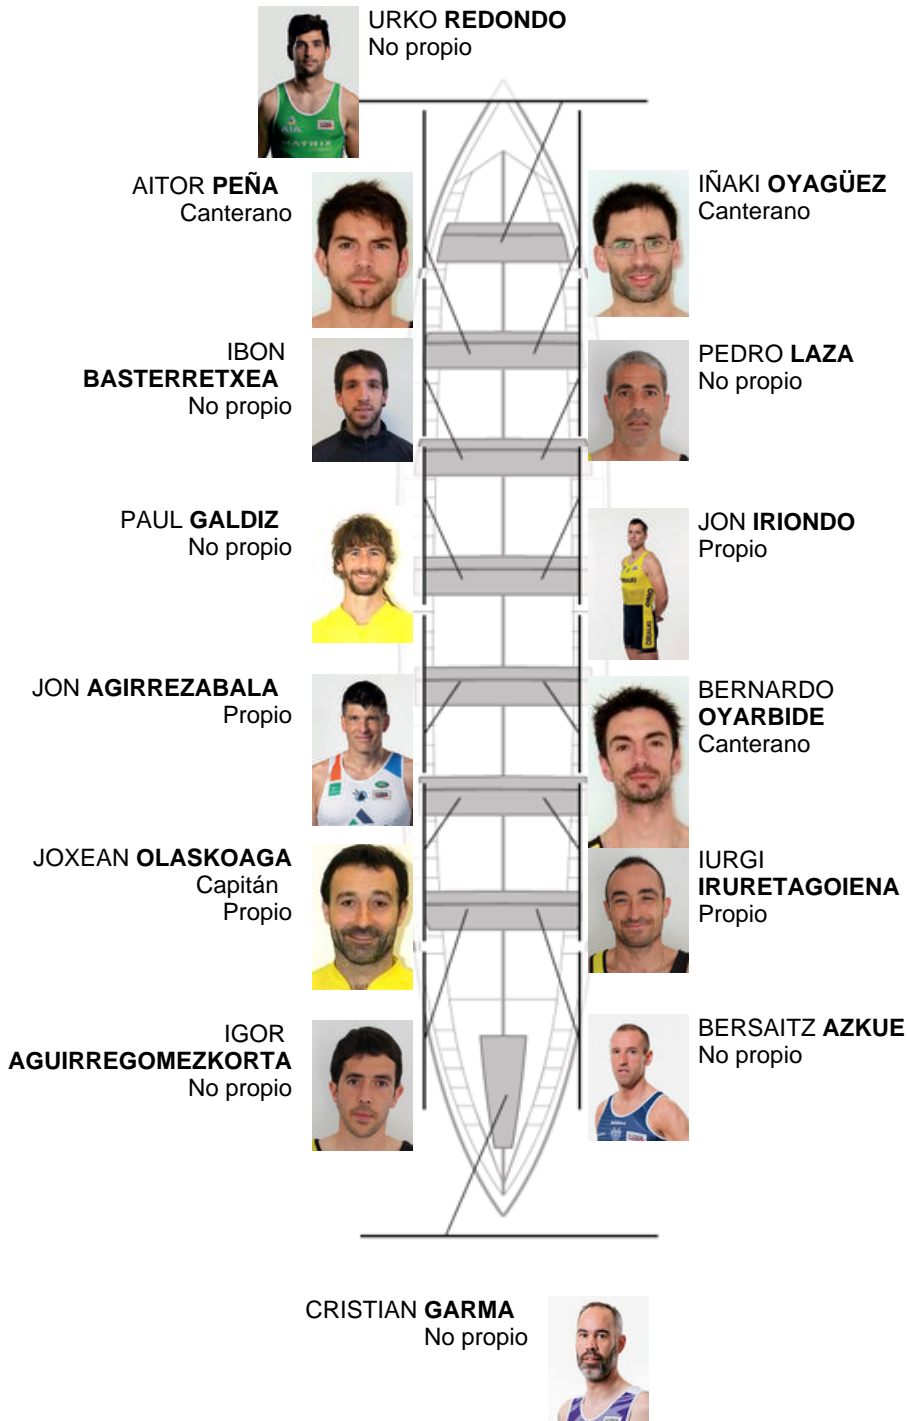 URKO REDONDO
No propio
AITOR PEÑA
Canterano
IÑAKI OYAGÜEZ
Canterano
IBON
BASTERRETXEA
No propio
PEDRO LAZA
No propio
PAUL GALDIZ
No propio
JON IRIONDO
Propio
JON AGIRREZABALA
Propio
BERNARDO
OYARBIDE
Canterano
JOXEAN OLASKOAGA
Capitán
Propio
IURGI
IRURETAGOIENA
Propio
IGOR
AGUIRREGOMEZKORTA
No propio
BERSAITZ AZKUE
No propio
CRISTIAN GARMA
No propio